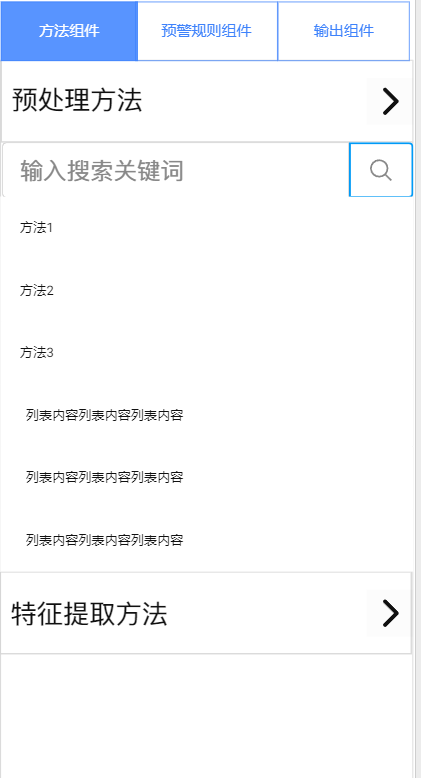 方法组件 预警规则组件 输出组件
预处理方法
输入搜索关键词
方法1
方法2
方法3
列表内容列表内容列表内容
列表内容列表内容列表内容
列表内容列表内容列表内容
特征提取方法